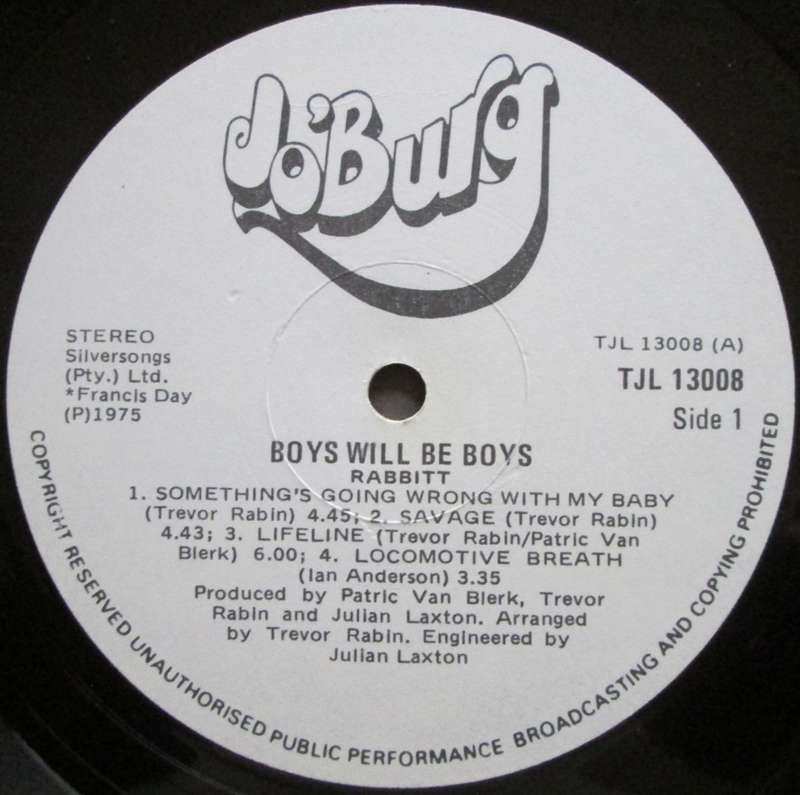 Jo'Burg
STEREO
Silversongs
(Pty.) Ltd.
*Francis Day
(P)1975
TJL 13008 (A)
TJL 13008
Side 1
BOYS WILL BE BOYS
RABBITT
1. SOMETHING'S GOING WRONG WITH MY BABY
(Trevor Rabin) 4.45; 2. SAVAGE (Trevor Rabin)
4.43; 3. LIFELINE (Trevor Rabin/Patric Van
Blerk) 6.00; 4. LOCOMOTIVE BREATH
(Ian Anderson) 3.35
Produced by Patric Van Blerk, Trevor
Rabin and Julian Laxton. Arranged
by Trevor Rabin. Engineered by
Julian Laxton
COPYRIGHT RESERVED UNAUTHORISED PUBLIC PERFORMANCE BROADCASTING AND COPYING PROHIBITED